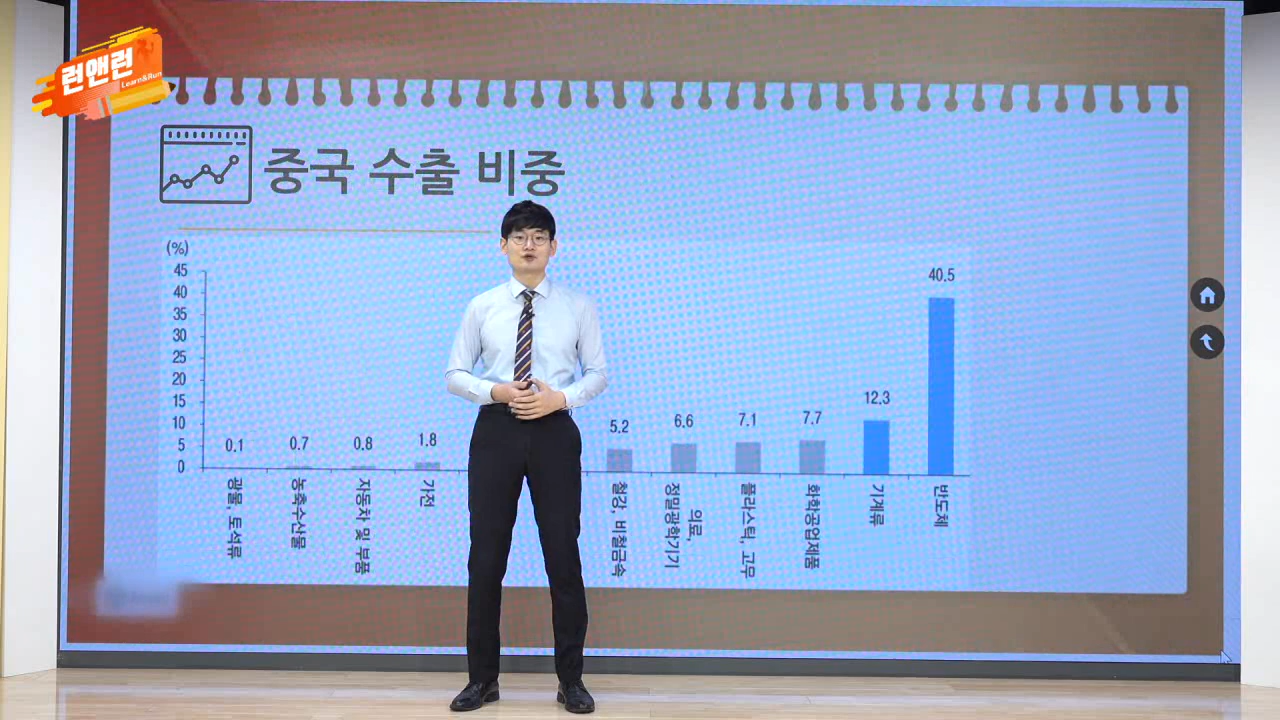 런앤런
Learn&Run
중국 수출 비중
(%)
45
40
35
30
25
20
15
10
5
0
0.1
0.7
0.8
1.8
5.2
6.6
7.1
7.7
12.3
40.5
광물, 토석류
농축수산물
자동차 및 부품
가전
철강, 비철금속
의료,
정밀광학기기
플라스틱, 고무
화학공업제품
기계류
반도체